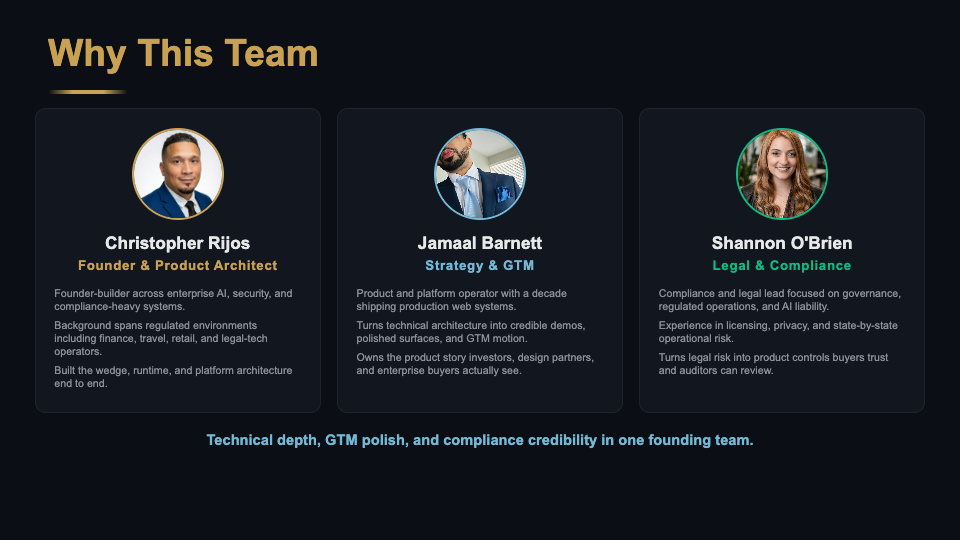 Why This Team
Christopher Rijos
Founder & Product Architect
Founder-builder across enterprise AI, security, and
compliance-heavy systems.
Background spans regulated environments
including finance, travel, retail, and legal-tech
operators.
Built the wedge, runtime, and platform architecture
end to end.
Jamaal Barnett
Strategy & GTM
Product and platform operator with a decade
shipping production web systems.
Turns technical architecture into credible demos,
polished surfaces, and GTM motion.
Owns the product story investors, design partners,
and enterprise buyers actually see.
Shannon O'Brien
Legal & Compliance
Compliance and legal lead focused on governance,
regulated operations, and AI liability.
Experience in licensing, privacy, and state-by-state
operational risk.
Turns legal risk into product controls buyers trust
and auditors can review.
Technical depth, GTM polish, and compliance credibility in one founding team.